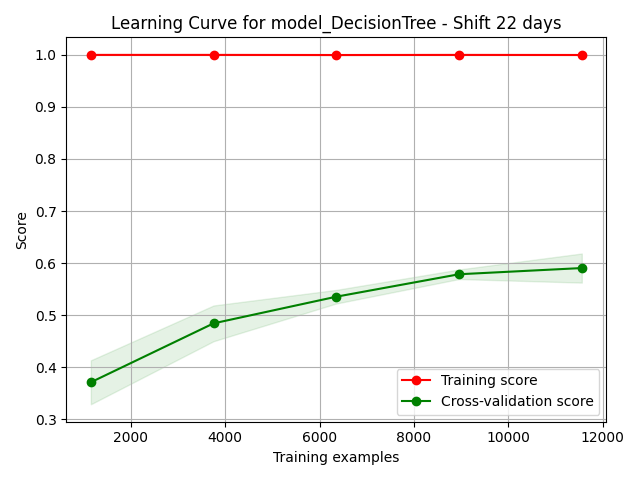 Learning Curve for model_DecisionTree - Shift 22 days
1.0
0.9
0.8
0.7
0.6
0.5
0.4
0.3
Score
2000 4000 6000 8000 10000 12000
Training examples
Training score
Cross-validation score